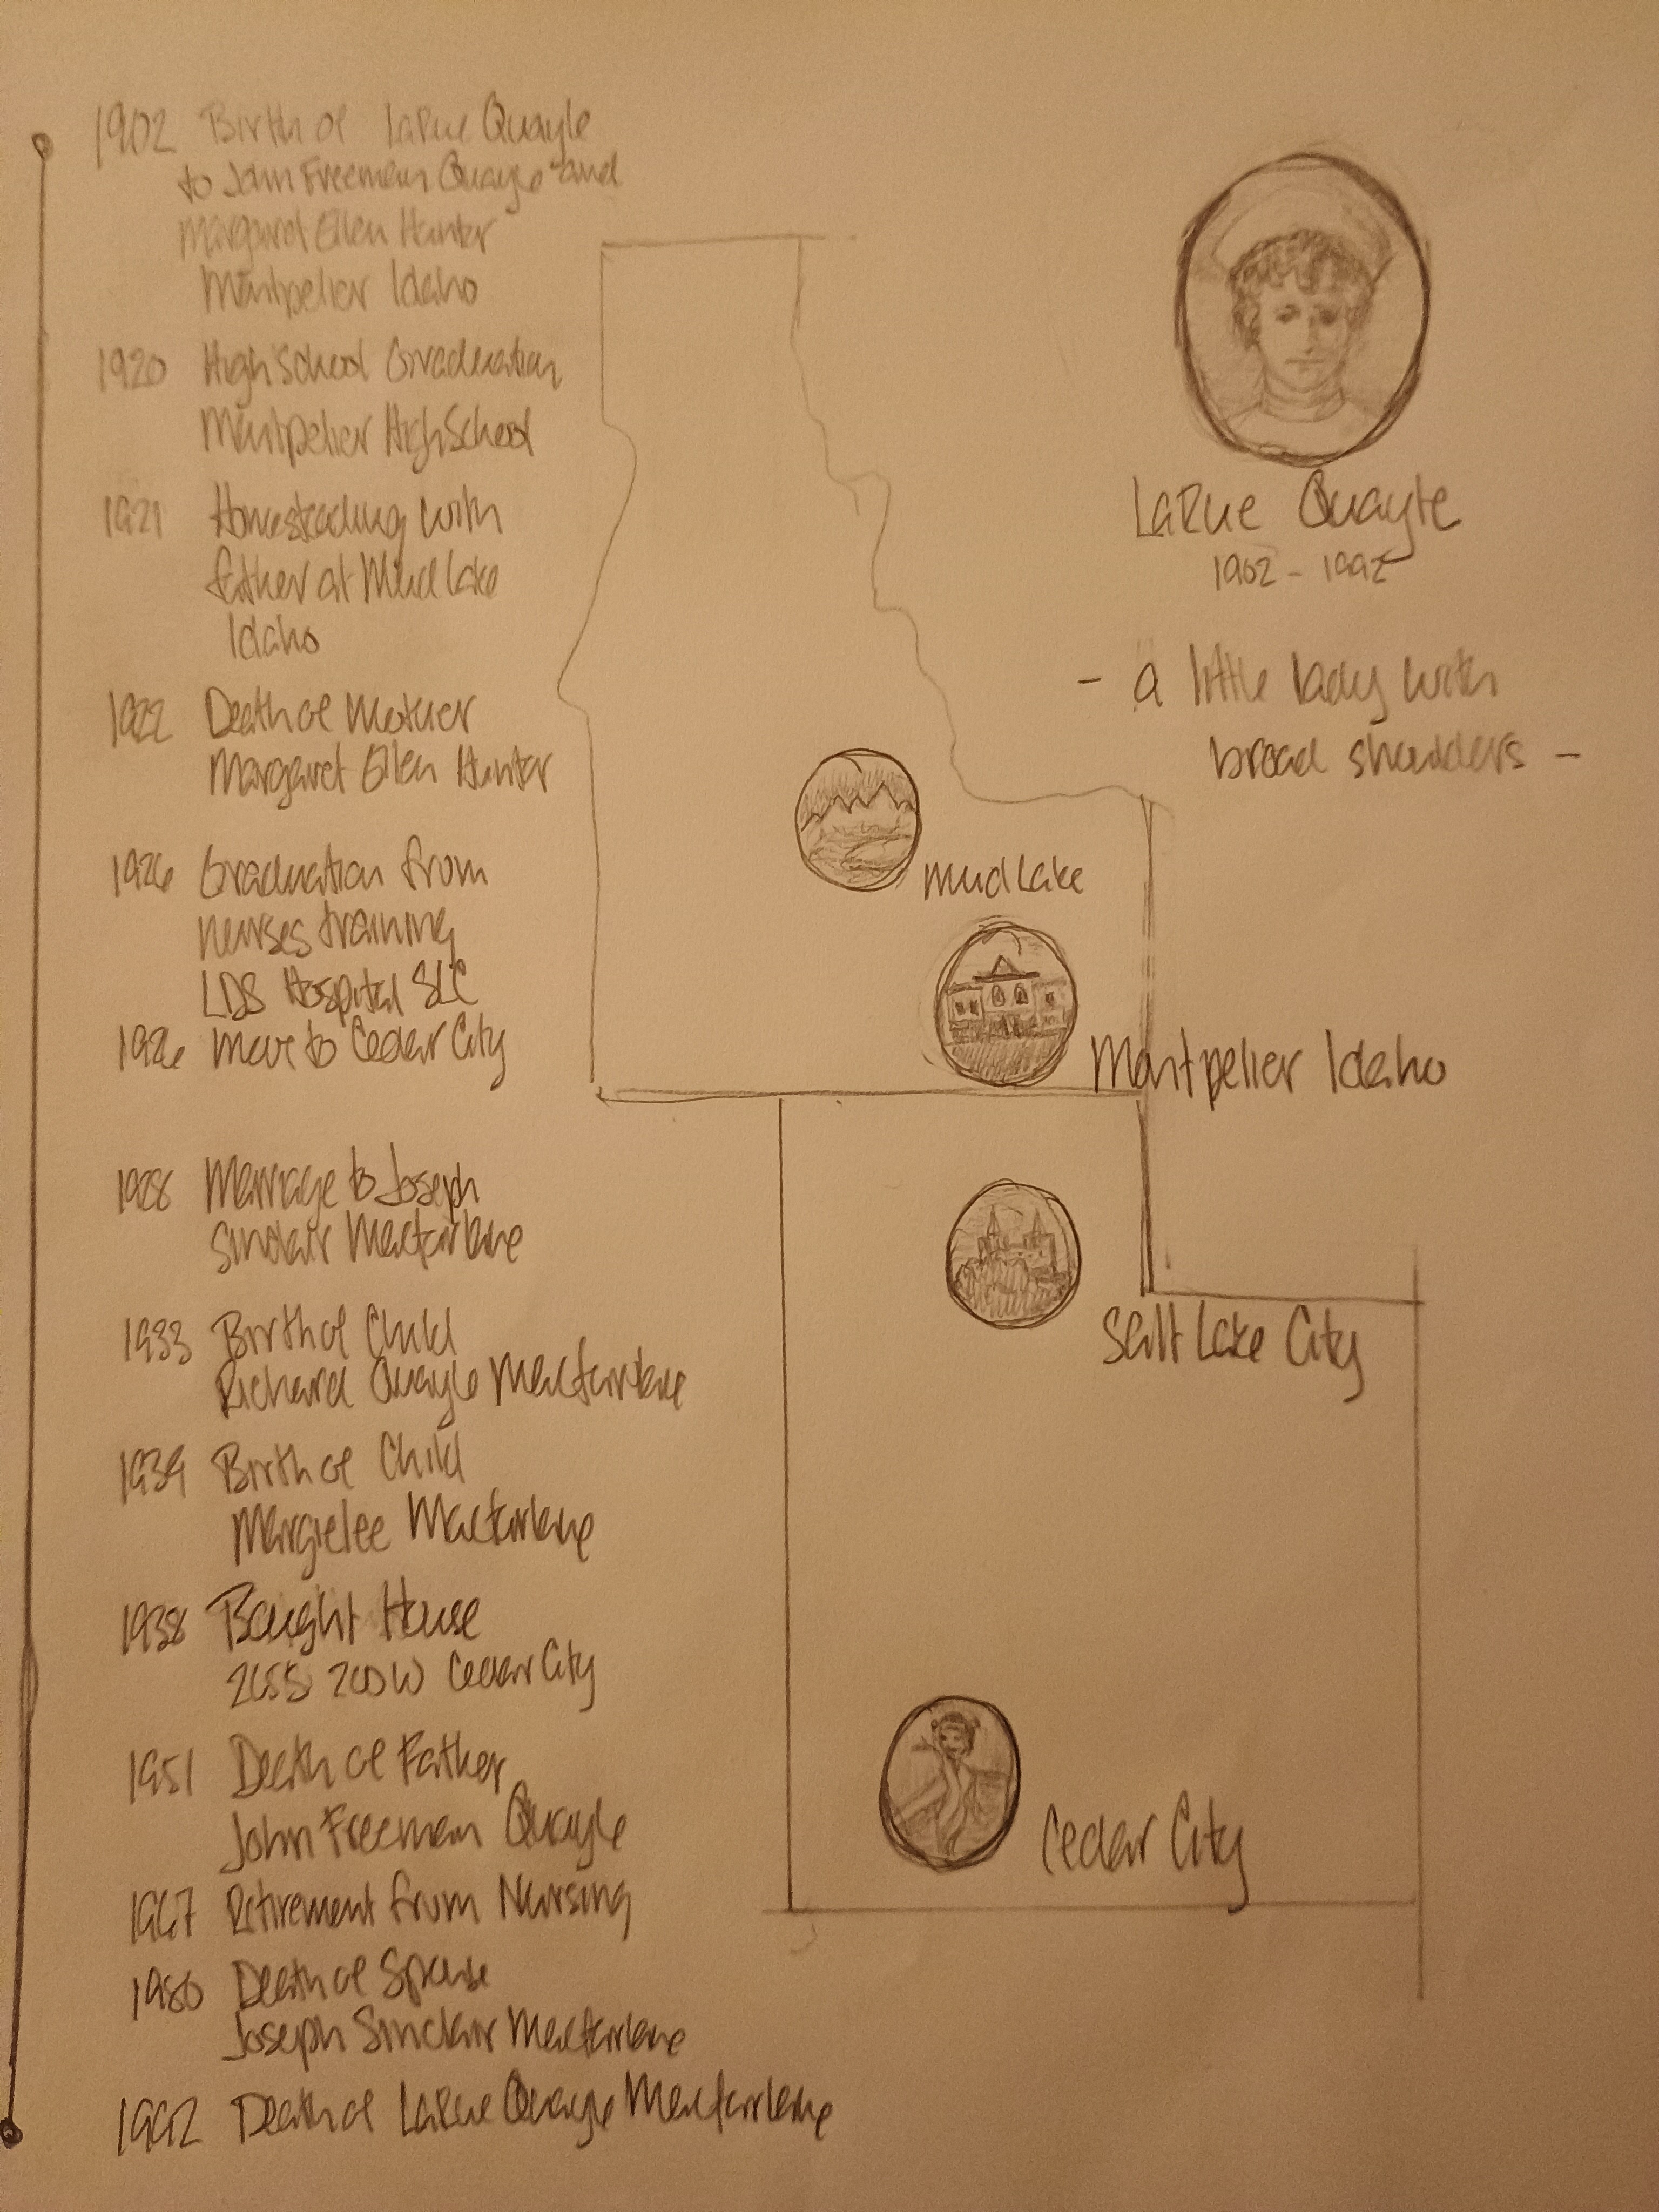 1902 Birth of LaRue Quayle
to John Freeman Quayle and
Margaret Ellen Hunter
Montpelier Idaho
1920 High School Graduation
Montpelier High School
1921 Homesteading with
father at Mud Lake
Idaho
1922 Death of Mother
Margaret Ellen Hunter
1926 Graduation from
nurses training
LDS Hospital SLC
1926 move to Cedar City
Marriage to Joseph
Sinclair Macfarlane
1933 Birth of Child
Richard Quayle Macfarlane
Birth of Child
Margielee Macfarlane
1938 Bought House
200 W Cedar City
1951 Death of Father
John Freeman Quayle
1967 Retirement from Nursing
Death of Spouse
Joseph Sinclair Macfarlane
1992 Death of LaRue Quayle Macfarlane
LaRue Quayle
1902 -
- a little lady with
broad shoulders -
Mud Lake
Montpelier Idaho
Salt Lake City
Cedar City